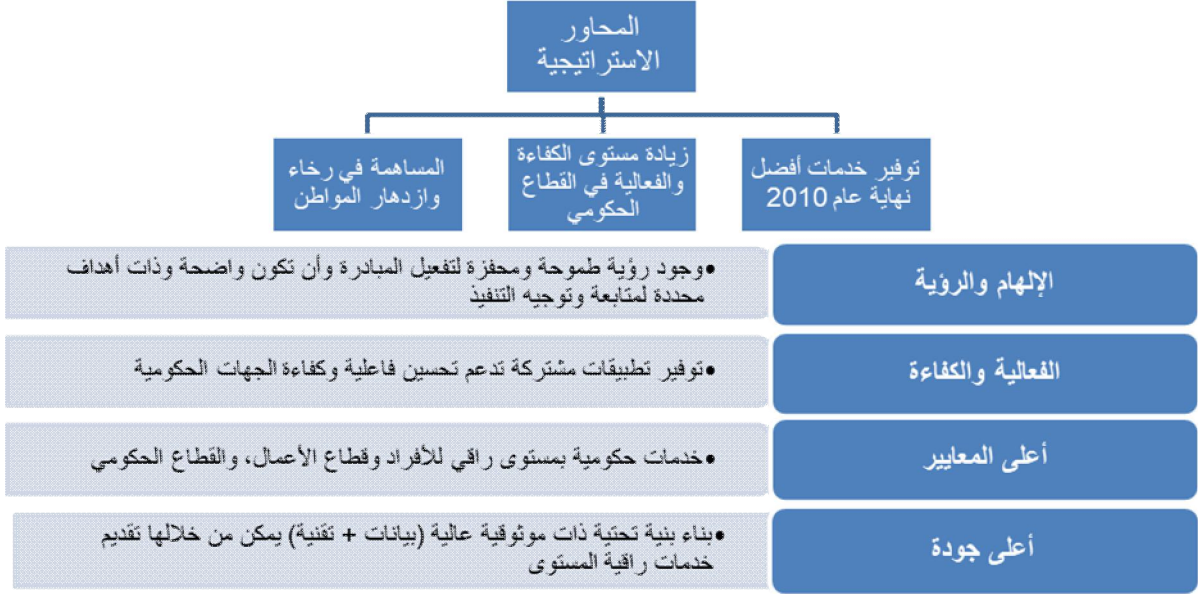 المحاور
الاستراتيجية
توفير خدمات أفضل
نهاية عام 2010
زيادة مستوى الكفاءة
والفعالية في القطاع
الحكومي
المساهمة في رخاء
وازدهار المواطن
الإلهام والرؤية
•وجود رؤية طموحة ومحفزة لتفعيل المبادرة وأن تكون واضحة وذات أهداف
محددة لمتابعة وتوجيه التنفيذ
الفعالية والكفاءة
•توفير تطبيقات مشتركة تدعم تحسين فاعلية وكفاءة الجهات الحكومية
أعلى المعايير
•خدمات حكومية بمستوى راقي للأفراد وقطاع الأعمال، والقطاع الحكومي
أعلى جودة
•بناء بنية تحتية ذات موثوقية عالية (بيانات + تقنية) يمكن من خلالها تقديم
خدمات راقية المستوى